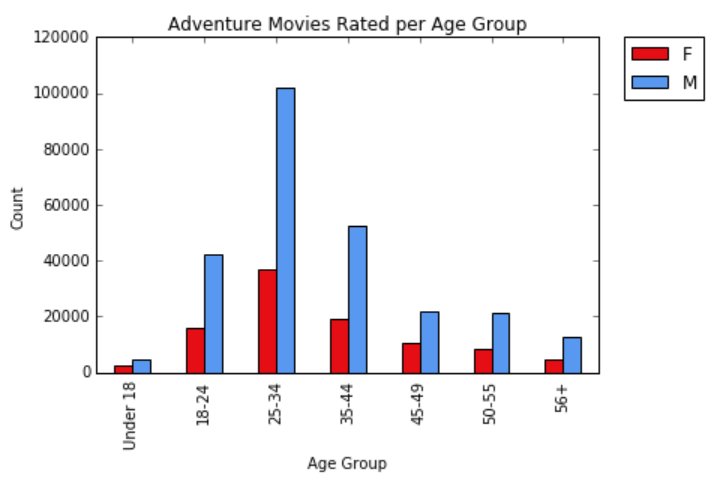 Adventure Movies Rated per Age Group
120000
100000
80000
60000
40000
20000
0
Count
Under 18
18-24
25-34
35-44
45-49
50-55
56+
Age Group
F
M